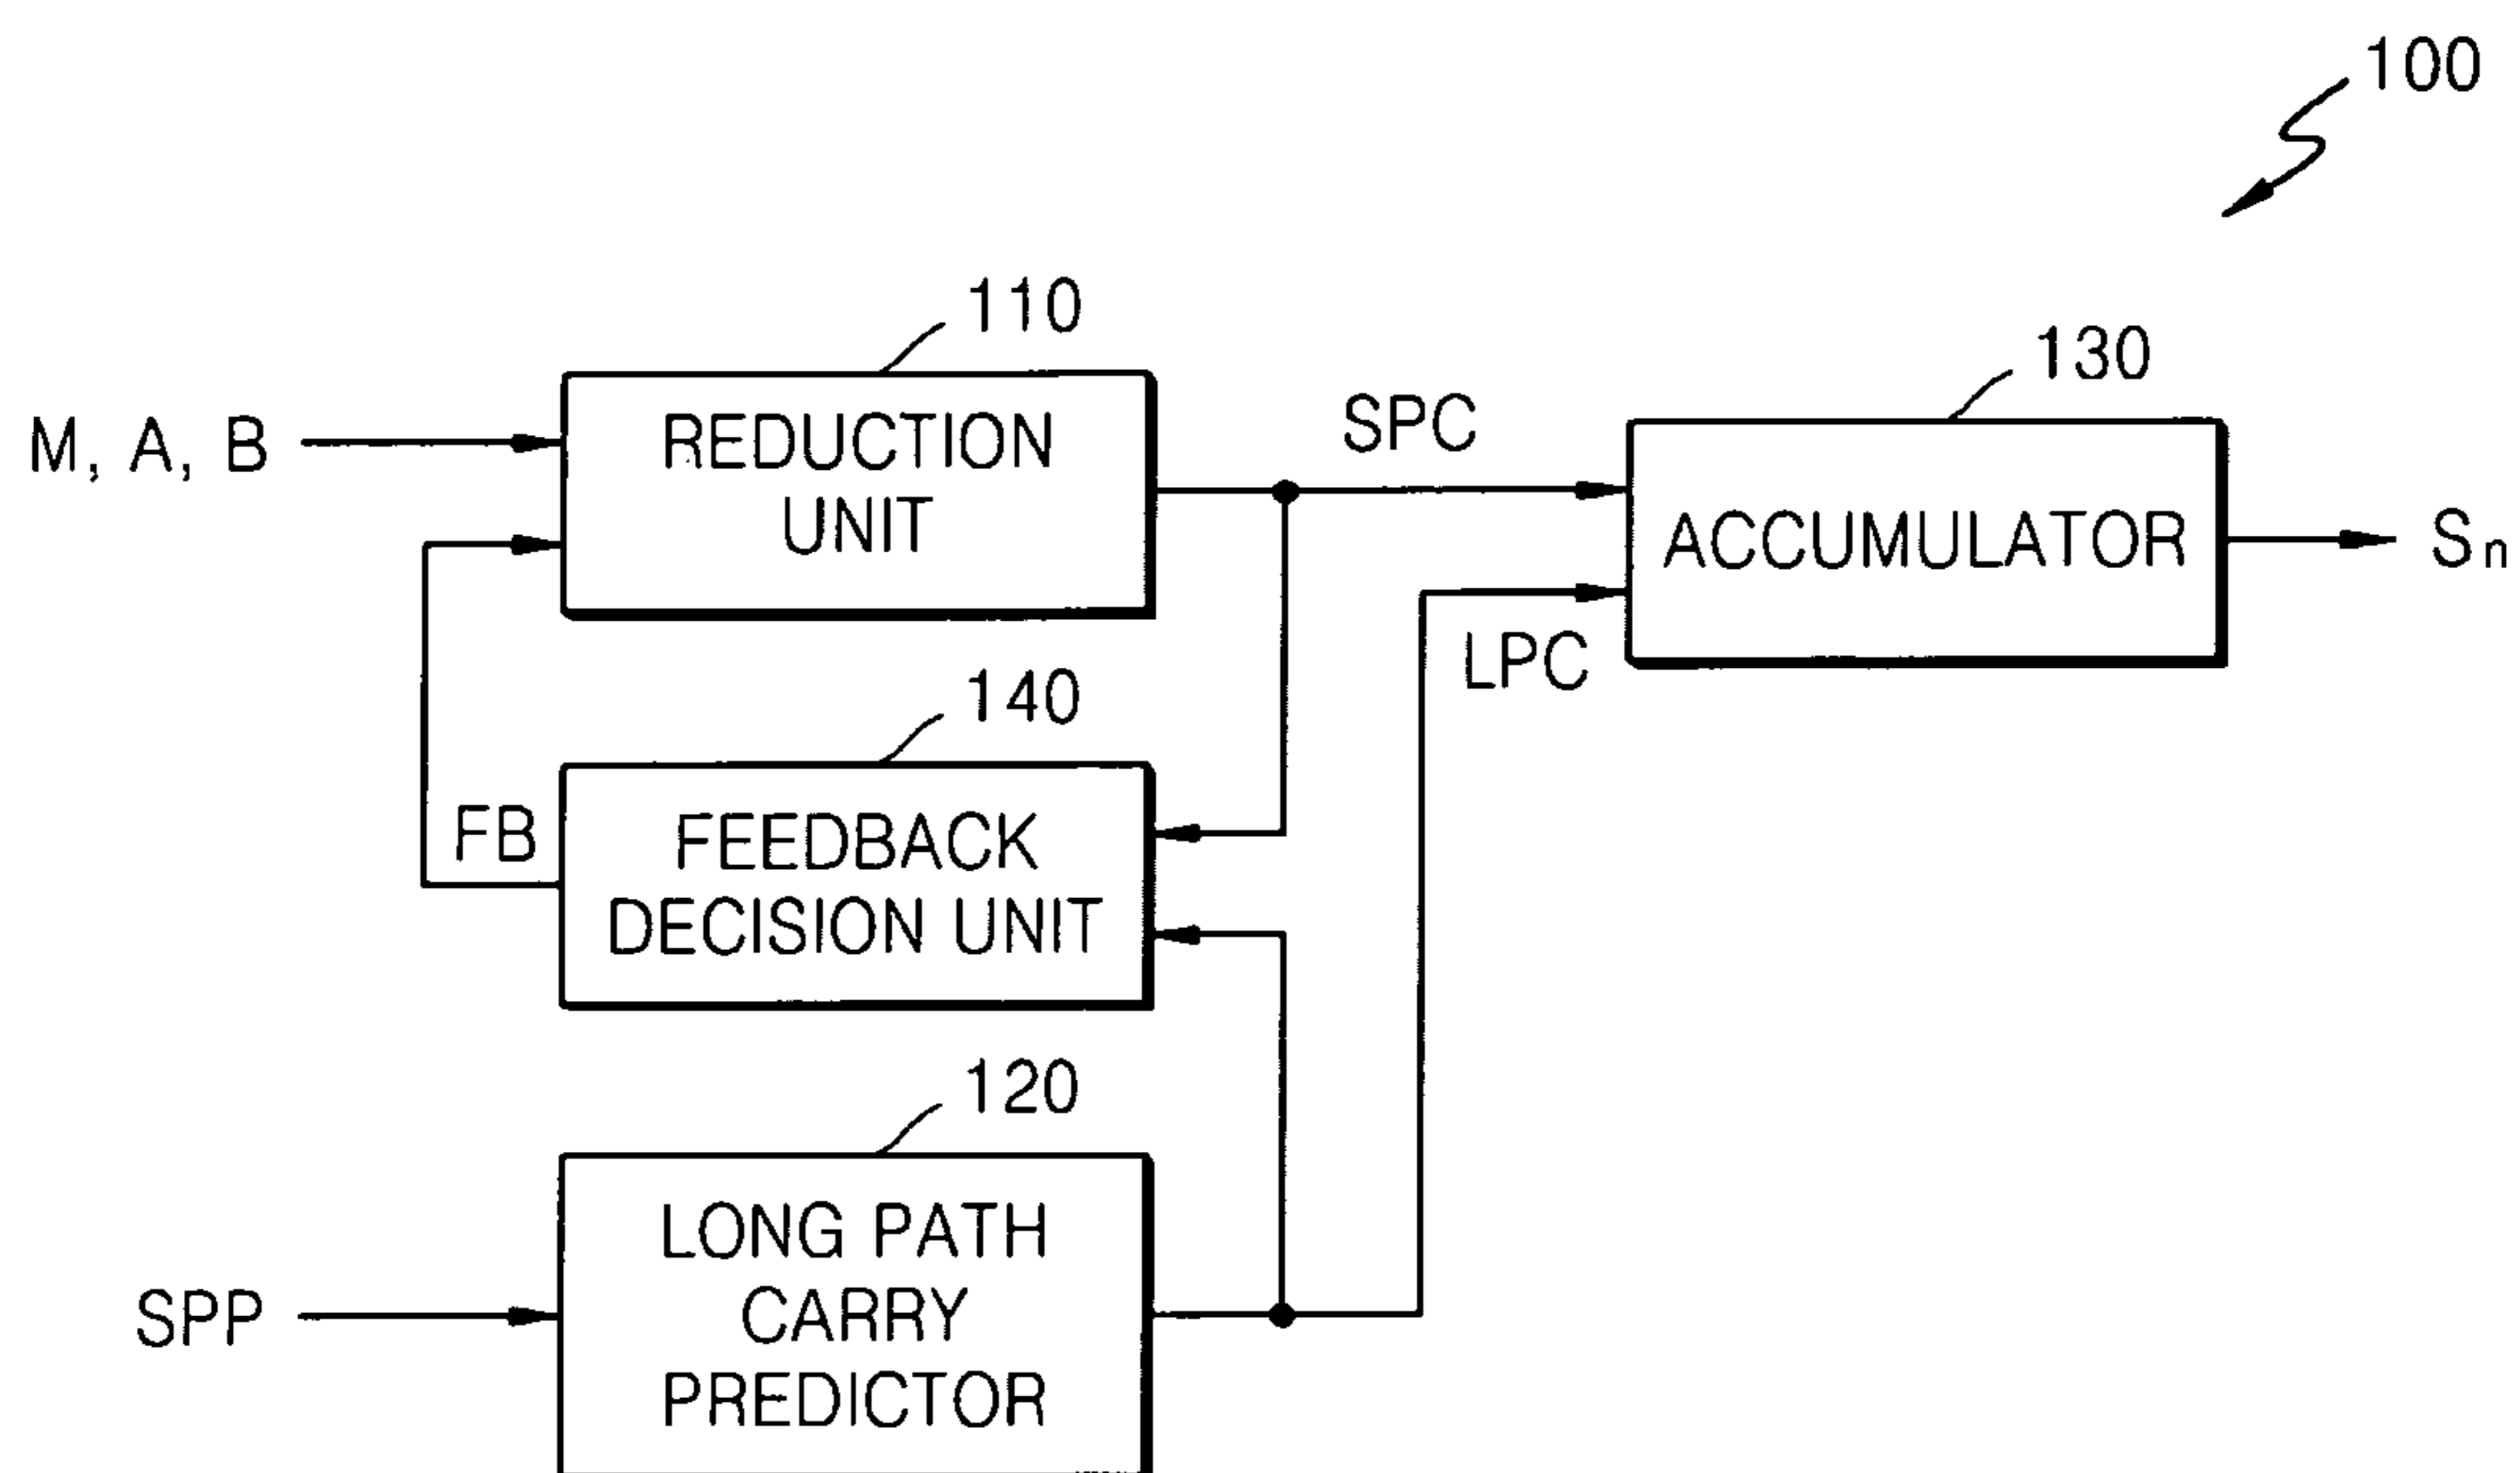 100
110
130
M, A, B
REDUCTION
UNIT
SPC
ACCUMULATOR
Sn
LPC
140
FB
FEEDBACK
DECISION UNIT
120
SPP
LONG PATH
CARRY
PREDICTOR